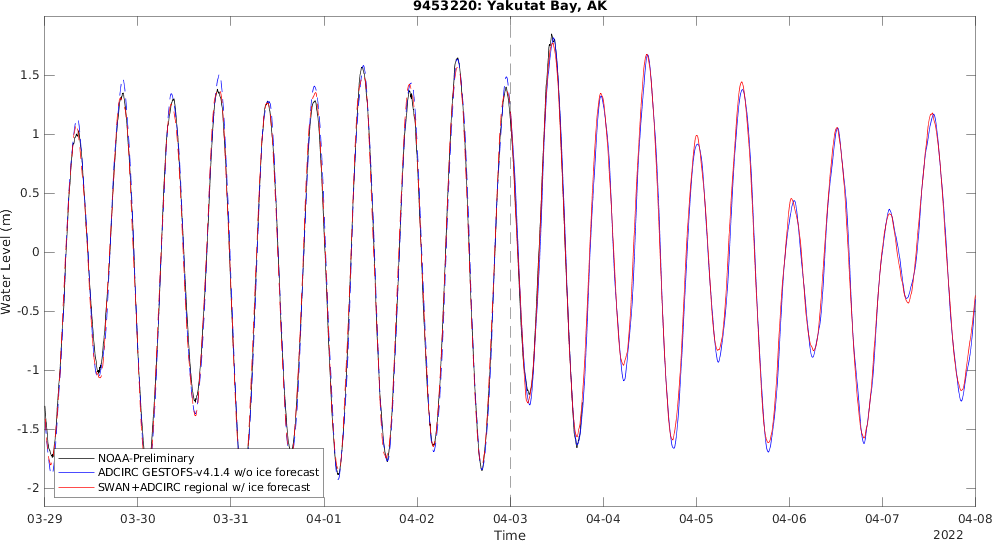 9453220: Yakutat Bay, AK
Water Level (m)
1.5
1
0.5
0
-0.5
-1
-1.5
-2
NOAA-Preliminary
ADCIRC GESTOFS-v4.1.4 w/o ice forecast
SWAN+ADCIRC regional w/ ice forecast
03-29 03-30 03-31 04-01 04-02 04-03 04-04 04-05 04-06 04-07 04-08
Time
2022